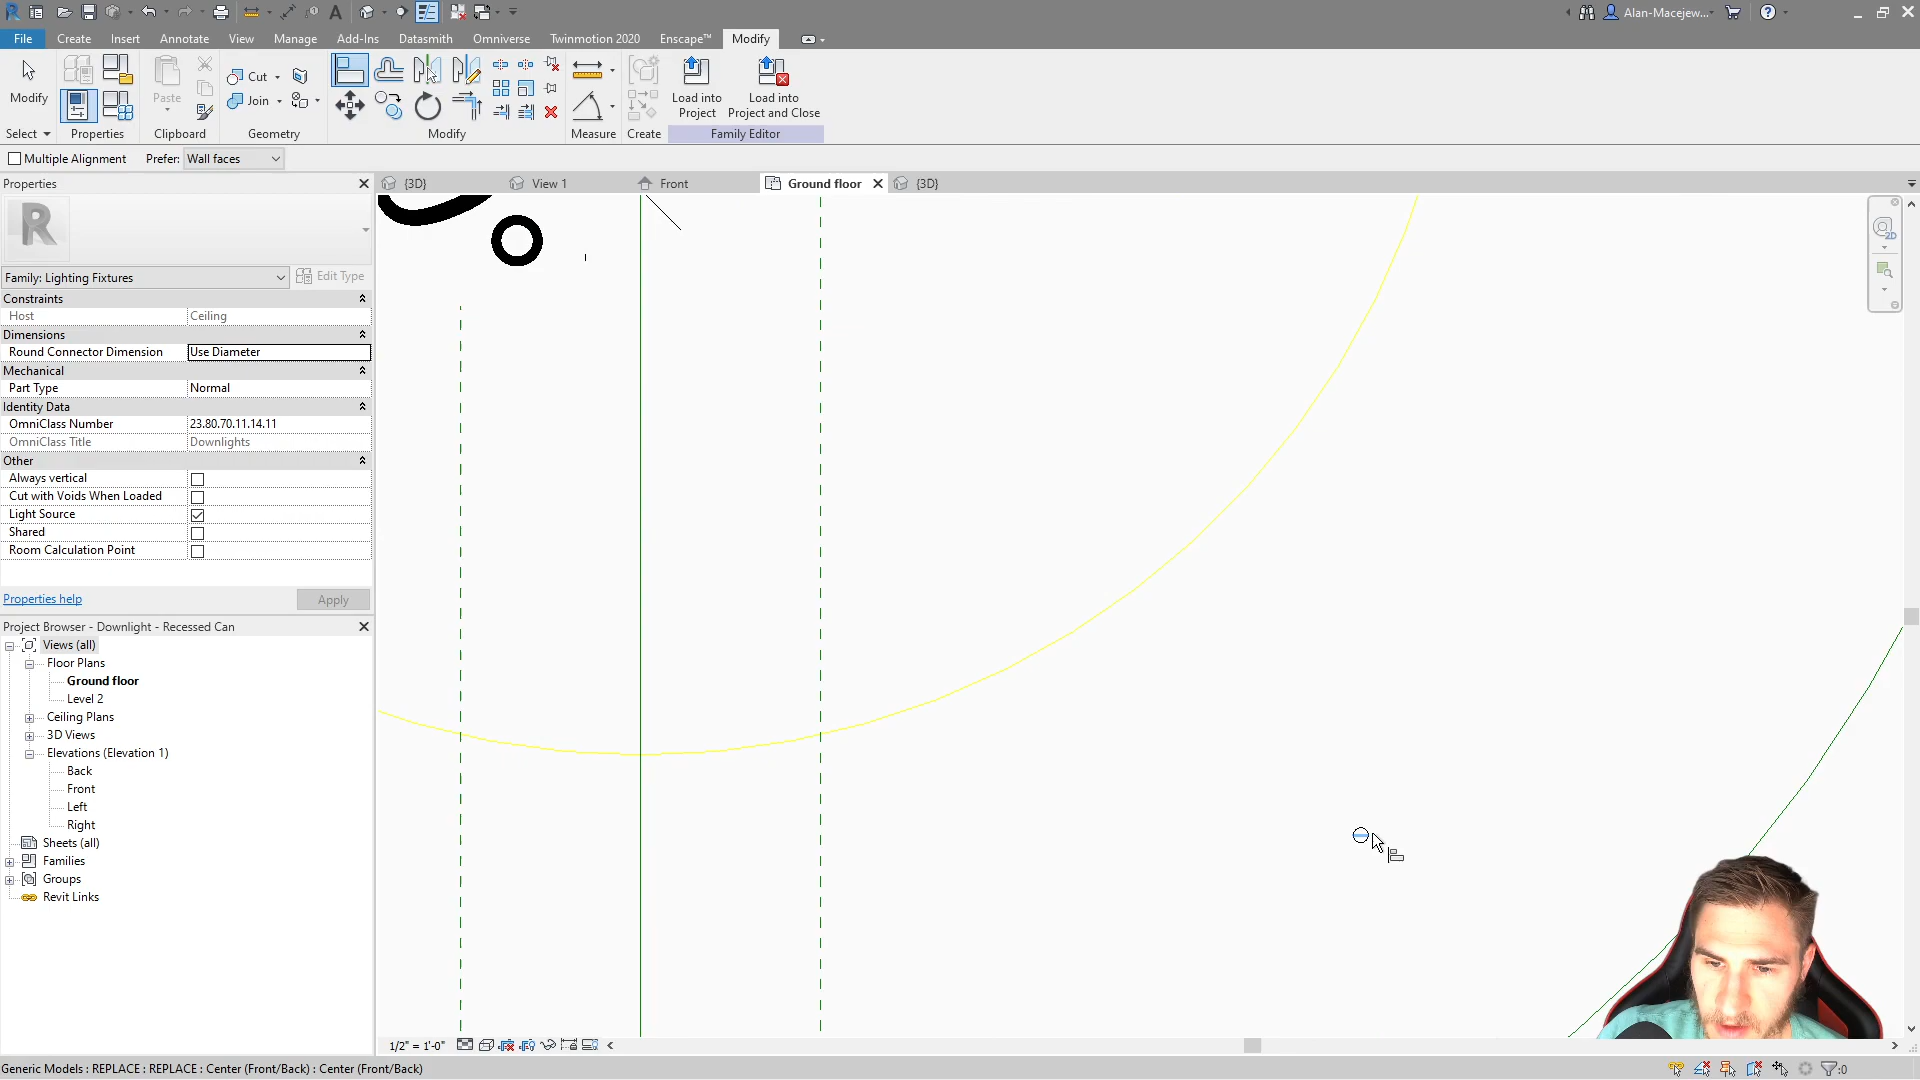 Alan-Macejew...
File Create Insert Annotate View Manage Add-Ins Datasmith Omniverse Twinmotion 2020 Enscape™ Modify
Modify Paste Cut Join Load into Project Load into Project and Close
Select Properties Clipboard Geometry Modify Measure Create Family Editor
Multiple Alignment Prefer: Wall faces
Properties {3D} View 1 Front Ground floor {3D}
R
2D
Family: Lighting Fixtures Edit Type
Constraints
Host Ceiling
Dimensions
Round Connector Dimension Use Diameter
Mechanical
Part Type Normal
Identity Data
OmniClass Number 23.80.70.11.14.11
OmniClass Title Downlights
Other
Always vertical
Cut with Voids When Loaded
Light Source
Shared
Room Calculation Point
Properties help Apply
Project Browser - Downlight - Recessed Can
Views (all)
Floor Plans
Ground floor
Level 2
Ceiling Plans
3D Views
Elevations (Elevation 1)
Back
Front
Left
Right
Sheets (all)
Families
Groups
Revit Links
1/2" = 1'-0"
Generic Models : REPLACE : REPLACE : Center (Front/Back) : Center (Front/Back) :0